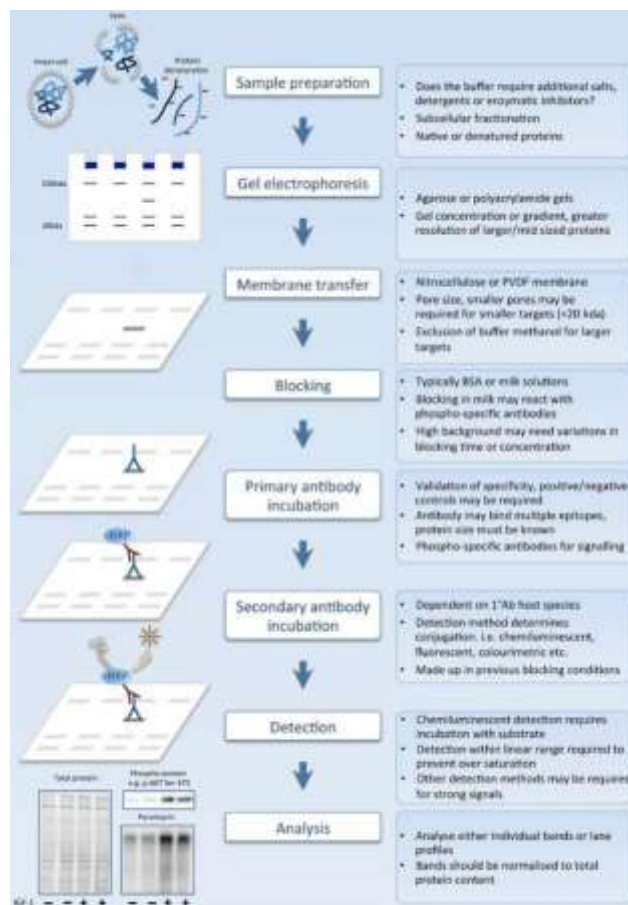 Lysis
Intact cell
Protein
denaturation
Sample preparation
• Does the buffer require additional salts,
detergents or enzymatic inhibitors?
• Subcellular fractionation
• Native or denatured proteins
Gel electrophoresis
• Agarose or polyacrylamide gels
• Gel concentration or gradient, greater
resolution of larger/mid sized proteins
Membrane transfer
• Nitrocellulose or PVDF membrane
• Pore size, smaller pores may be
required for smaller targets (<20 kda)
• Exclusion of buffer methanol for larger
targets
Blocking
• Typically BSA or milk solutions
• Blocking in milk may react with
phospho-specific antibodies
• High background may need variations in
blocking time or concentration
Primary antibody
incubation
• Validation of specificity, positive/negative
controls may be required
• Antibody may bind multiple epitopes,
protein size must be known
• Phospho-specific antibodies for signalling
HRP
Secondary antibody
incubation
• Dependent on 1°Ab host species
• Detection method determines
conjugation. i.e. chemiluminescent,
fluorescent, colourimetric etc.
• Made up in previous blocking conditions
HRP
Detection
• Chemiluminescent detection requires
incubation with substrate
• Detection within linear range required to
prevent over saturation
• Other detection methods may be required
for strong signals
Total protein
Phospho-protein
Analysis
• Analyse either individual bands or lane
profiles
• Bands should be normalised to total
protein content
− − + + − − + +